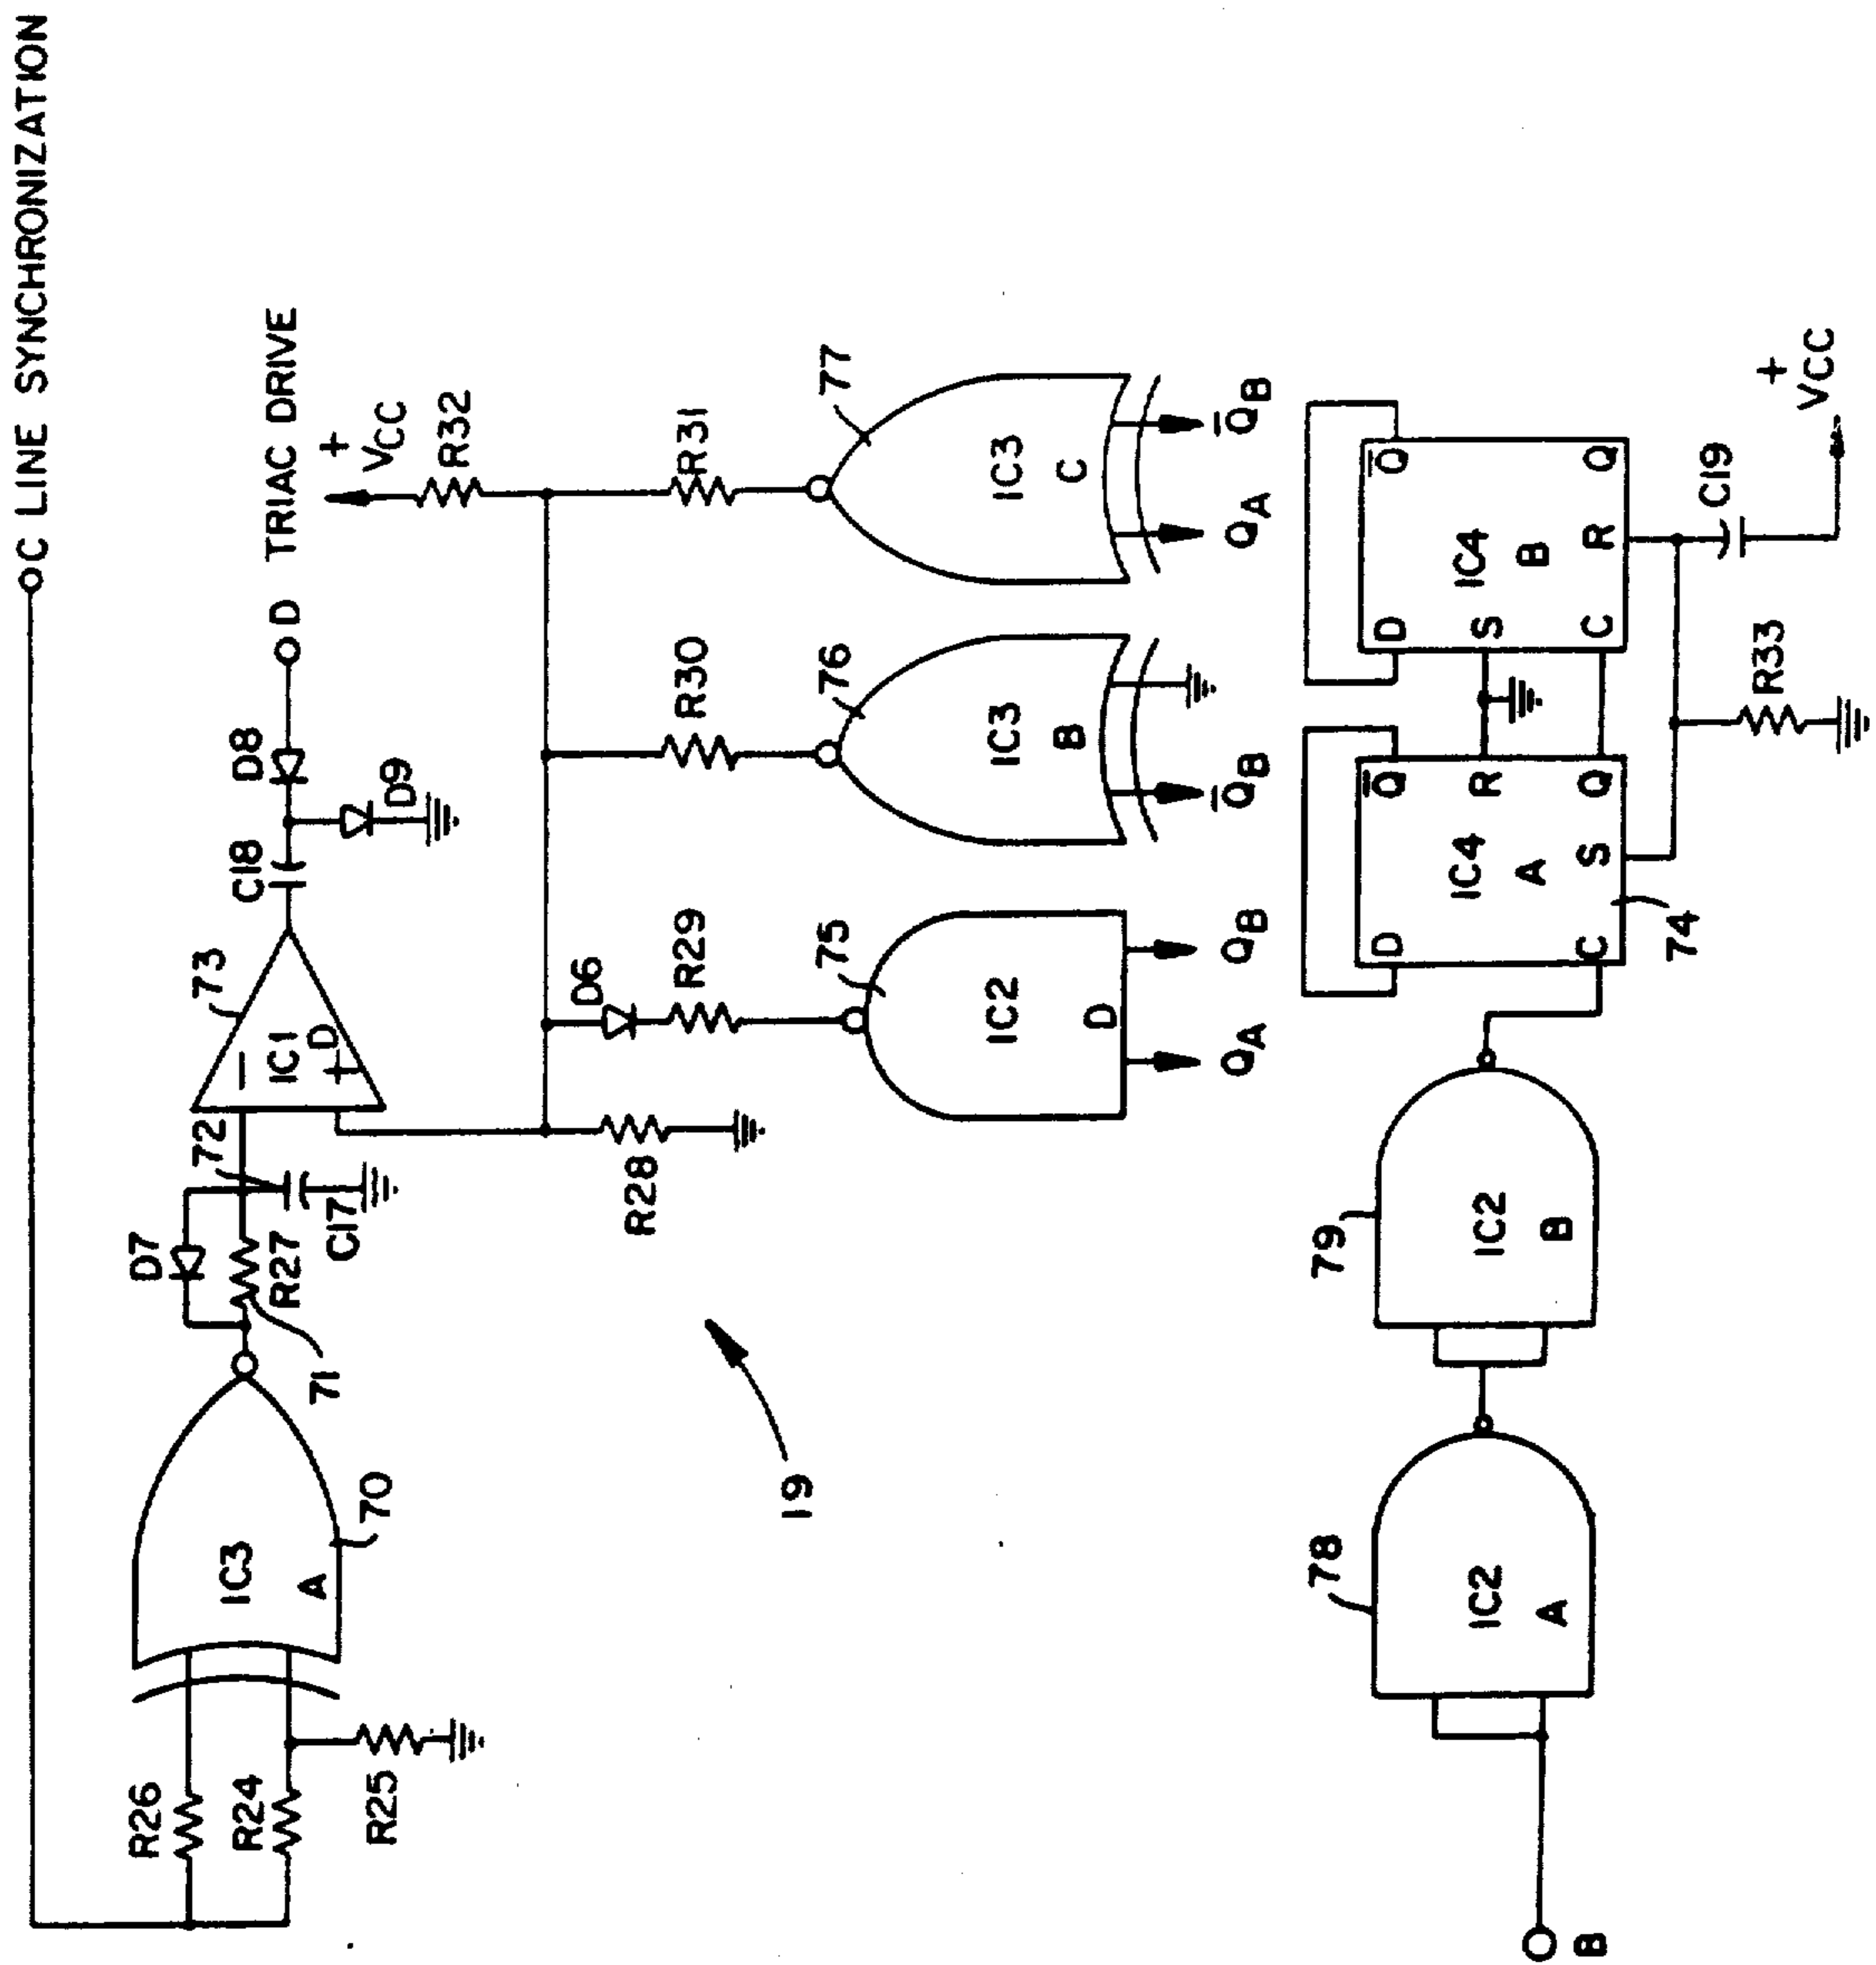 C LINE SYNCHRONIZATION
D TRIAC DRIVE
R26
R24
R25
IC3
A
70
71
D7
R27
72
C17
73
IC1
D
−
+
C18
D8
D9
+
VCC
R32
R28
D6
R29
R30
R31
75
76
77
IC2
D
IC3
B
IC3
C
QA
QB
Q̅B
QA
Q̅B
19
B
78
IC2
A
79
IC2
B
74
D
Q̅
IC4
A
R
C
S
Q
D
Q̅
IC4
B
S
C
R
Q
R33
C19
+
VCC